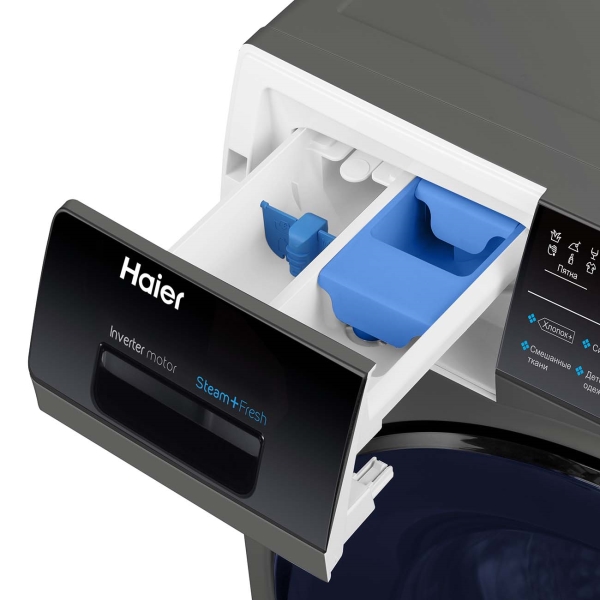 Haier
Inverter motor
Steam+Fresh
Пятна
Хлопок+
Смешанные
ткани